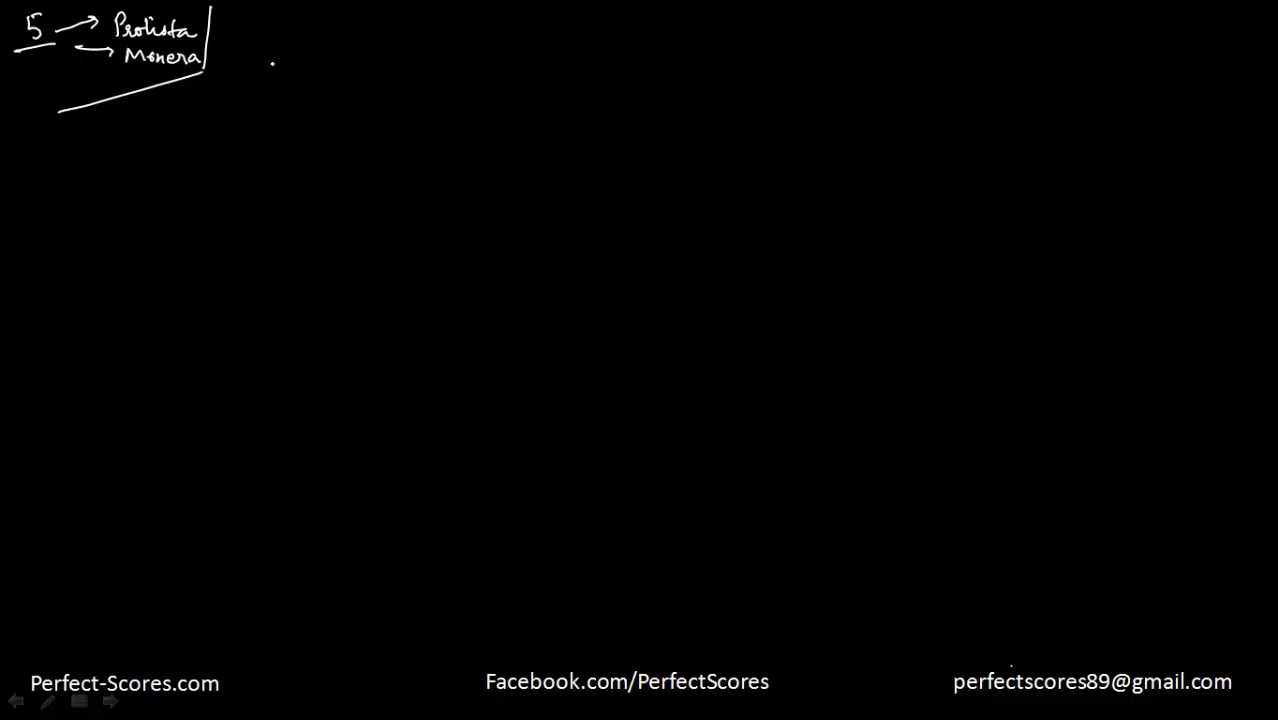 5 → Protista
→ Monera
Perfect-Scores.com
Facebook.com/PerfectScores
perfectscores89@gmail.com